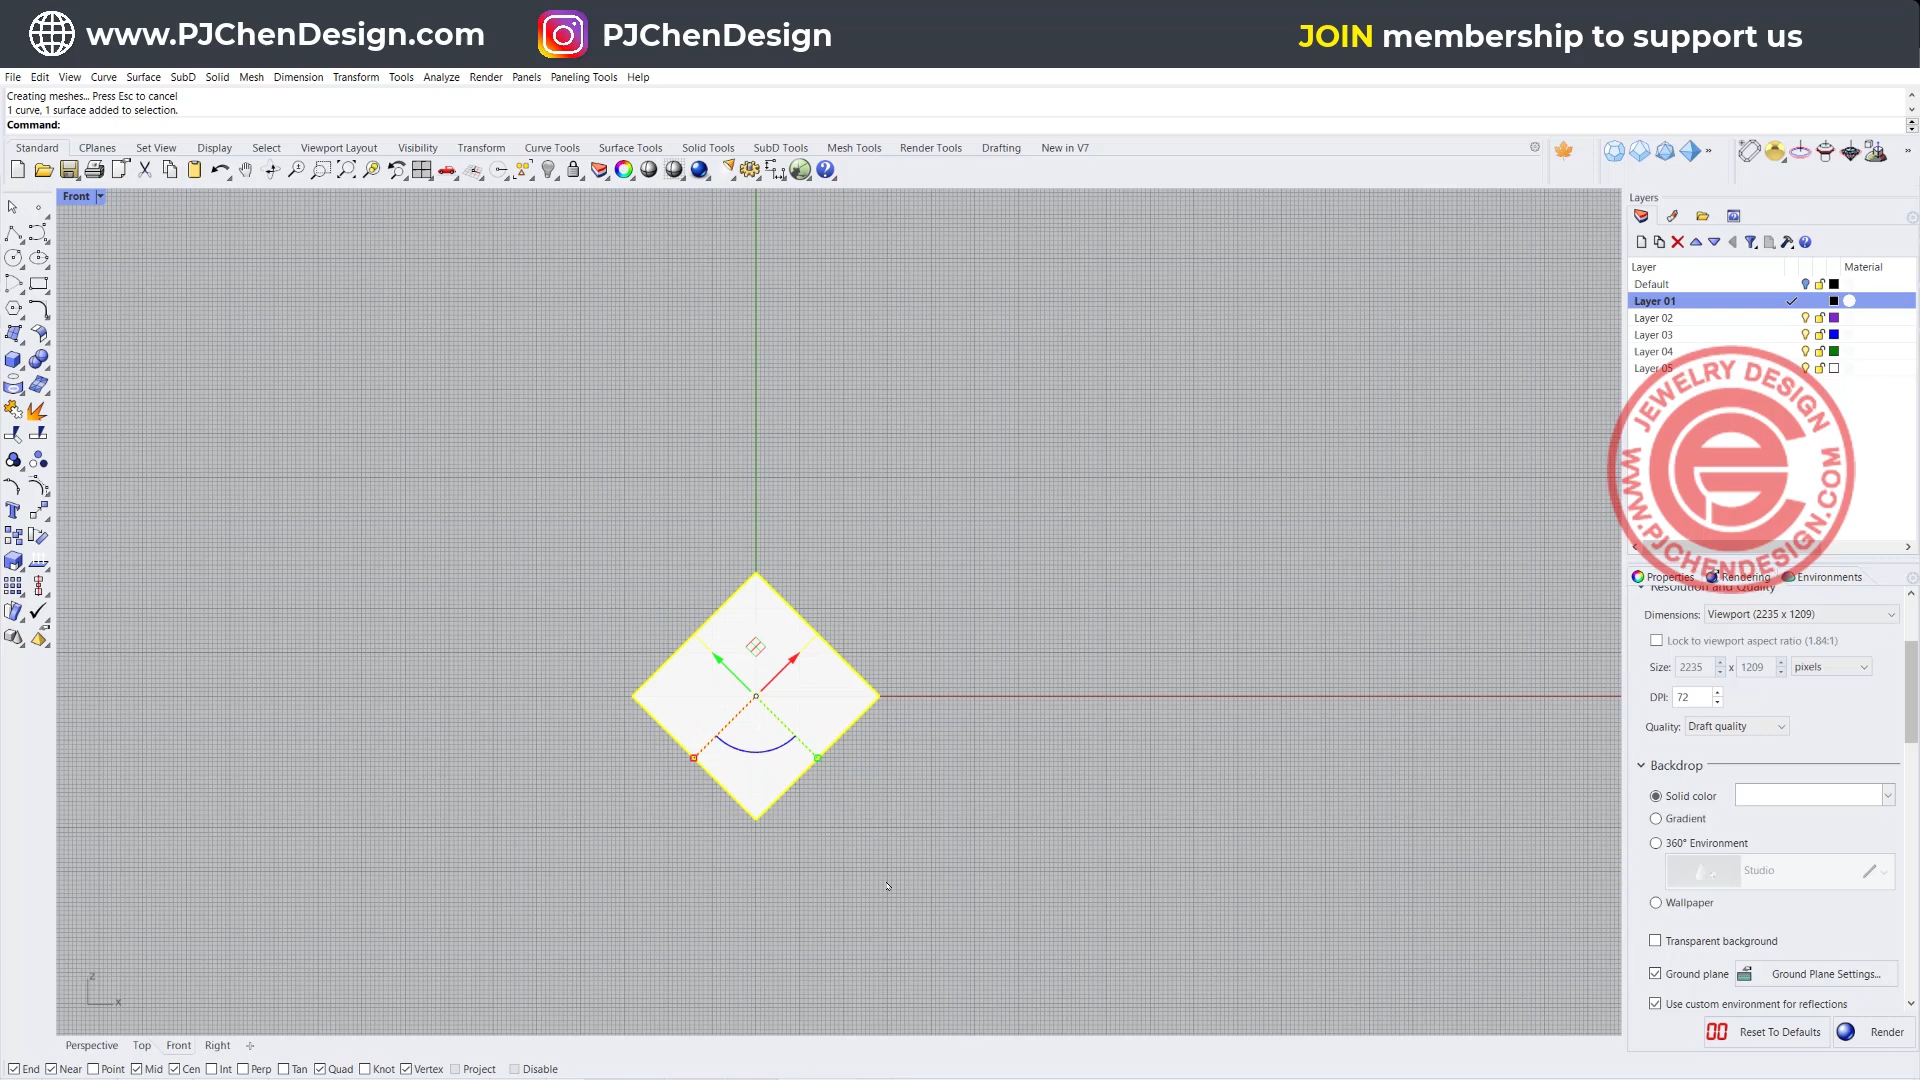 www.PJChenDesign.com PJChenDesign JOIN membership to support us
File Edit View Curve Surface SubD Solid Mesh Dimension Transform Tools Analyze Render Panels Paneling Tools Help
Creating meshes... Press Esc to cancel
1 curve, 1 surface added to selection.
Command:
Standard CPlanes Set View Display Select Viewport Layout Visibility Transform Curve Tools Surface Tools Solid Tools SubD Tools Mesh Tools Render Tools Drafting New in V7
Front
Layers
Layer Material
Default
Layer 01
Layer 02
Layer 03
Layer 04
Layer 05
JEWELRY DESIGN
WWW.PJCHENDESIGN.COM
Properties Rendering Environments
Resolution and Quality
Dimensions: Viewport (2235 x 1209)
Lock to viewport aspect ratio (1.84:1)
Size: 2235 x 1209 pixels
DPI: 72
Quality: Draft quality
Backdrop
Solid color
Gradient
360° Environment
Studio
Wallpaper
Transparent background
Ground plane Ground Plane Settings...
Use custom environment for reflections
Reset To Defaults Render
z
x
Perspective Top Front Right
End Near Point Mid Cen Int Perp Tan Quad Knot Vertex Project Disable